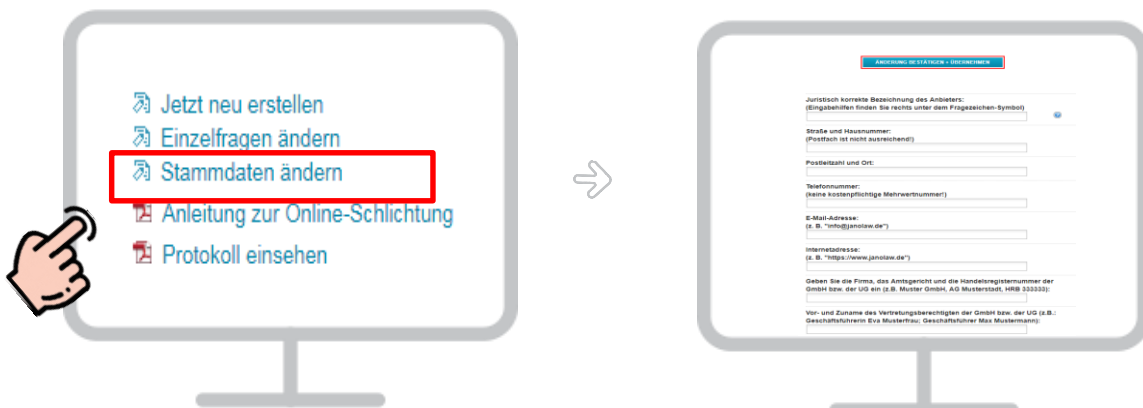 Jetzt neu erstellen
Einzelfragen ändern
Stammdaten ändern
Anleitung zur Online-Schlichtung
Protokoll einsehen
ÄNDERUNG BESTÄTIGEN + ÜBERNEHMEN
Juristisch korrekte Bezeichnung des Anbieters:
(Eingabehilfen finden Sie rechts unter dem Fragezeichen-Symbol)
Straße und Hausnummer:
(Postfach ist nicht ausreichend!)
Postleitzahl und Ort:
Telefonnummer:
(keine kostenpflichtige Mehrwertnummer!)
E-Mail-Adresse:
(z. B. "info@janolaw.de")
Internetadresse:
(z. B. "https://www.janolaw.de")
Geben Sie die Firma, das Amtsgericht und die Handelsregisternummer der
GmbH bzw. der UG ein (z.B. Muster GmbH, AG Musterstadt, HRB 333333):
Vor- und Zuname des Vertretungsberechtigten der GmbH bzw. der UG (z.B.:
Geschäftsführerin Eva Musterfrau; Geschäftsführer Max Mustermann):